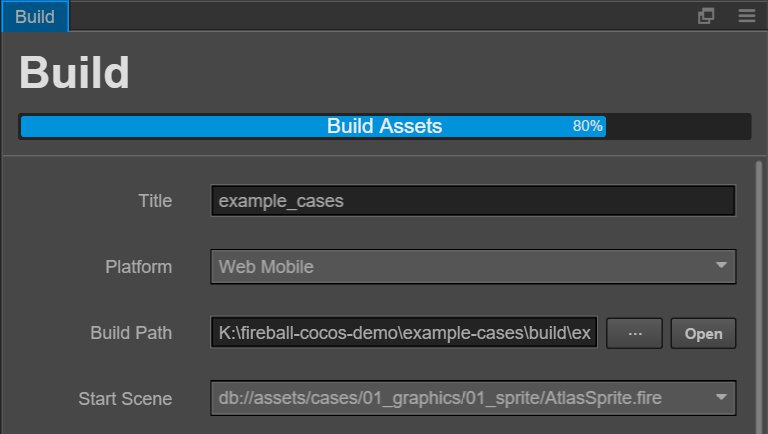 Build
Build
Build Assets 80%
Title example_cases
Platform Web Mobile
Build Path K:\fireball-cocos-demo\example-cases\build\ex ... Open
Start Scene db://assets/cases/01_graphics/01_sprite/AtlasSprite.fire